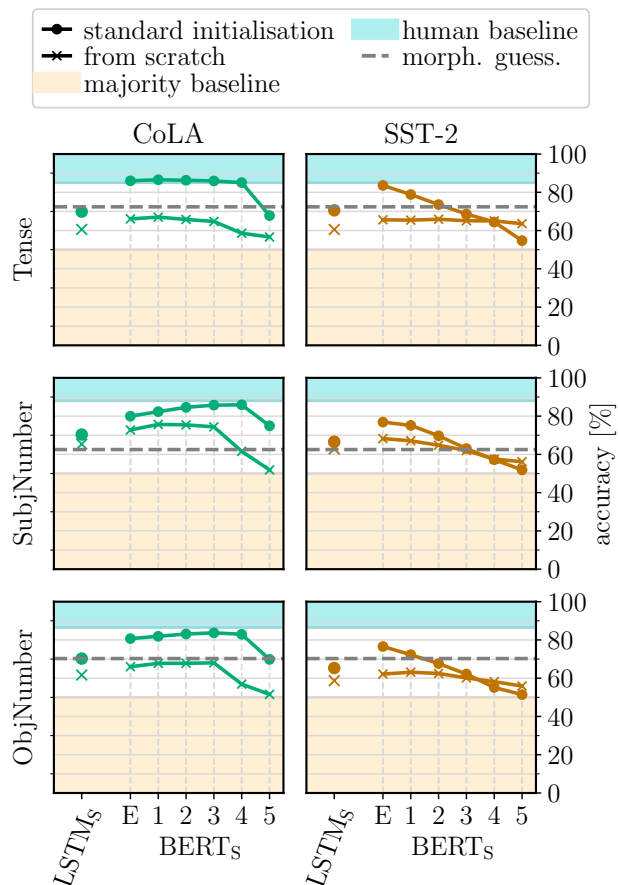 standard initialisation
from scratch
majority baseline
human baseline
morph. guess.
CoLA
SST-2
Tense
100
80
60
40
20
0
SubjNumber
100
80
60
40
20
0
accuracy [%]
ObjNumber
100
80
60
40
20
0
LSTMS
E 1 2 3 4 5
BERTS
LSTMS
E 1 2 3 4 5
BERTS